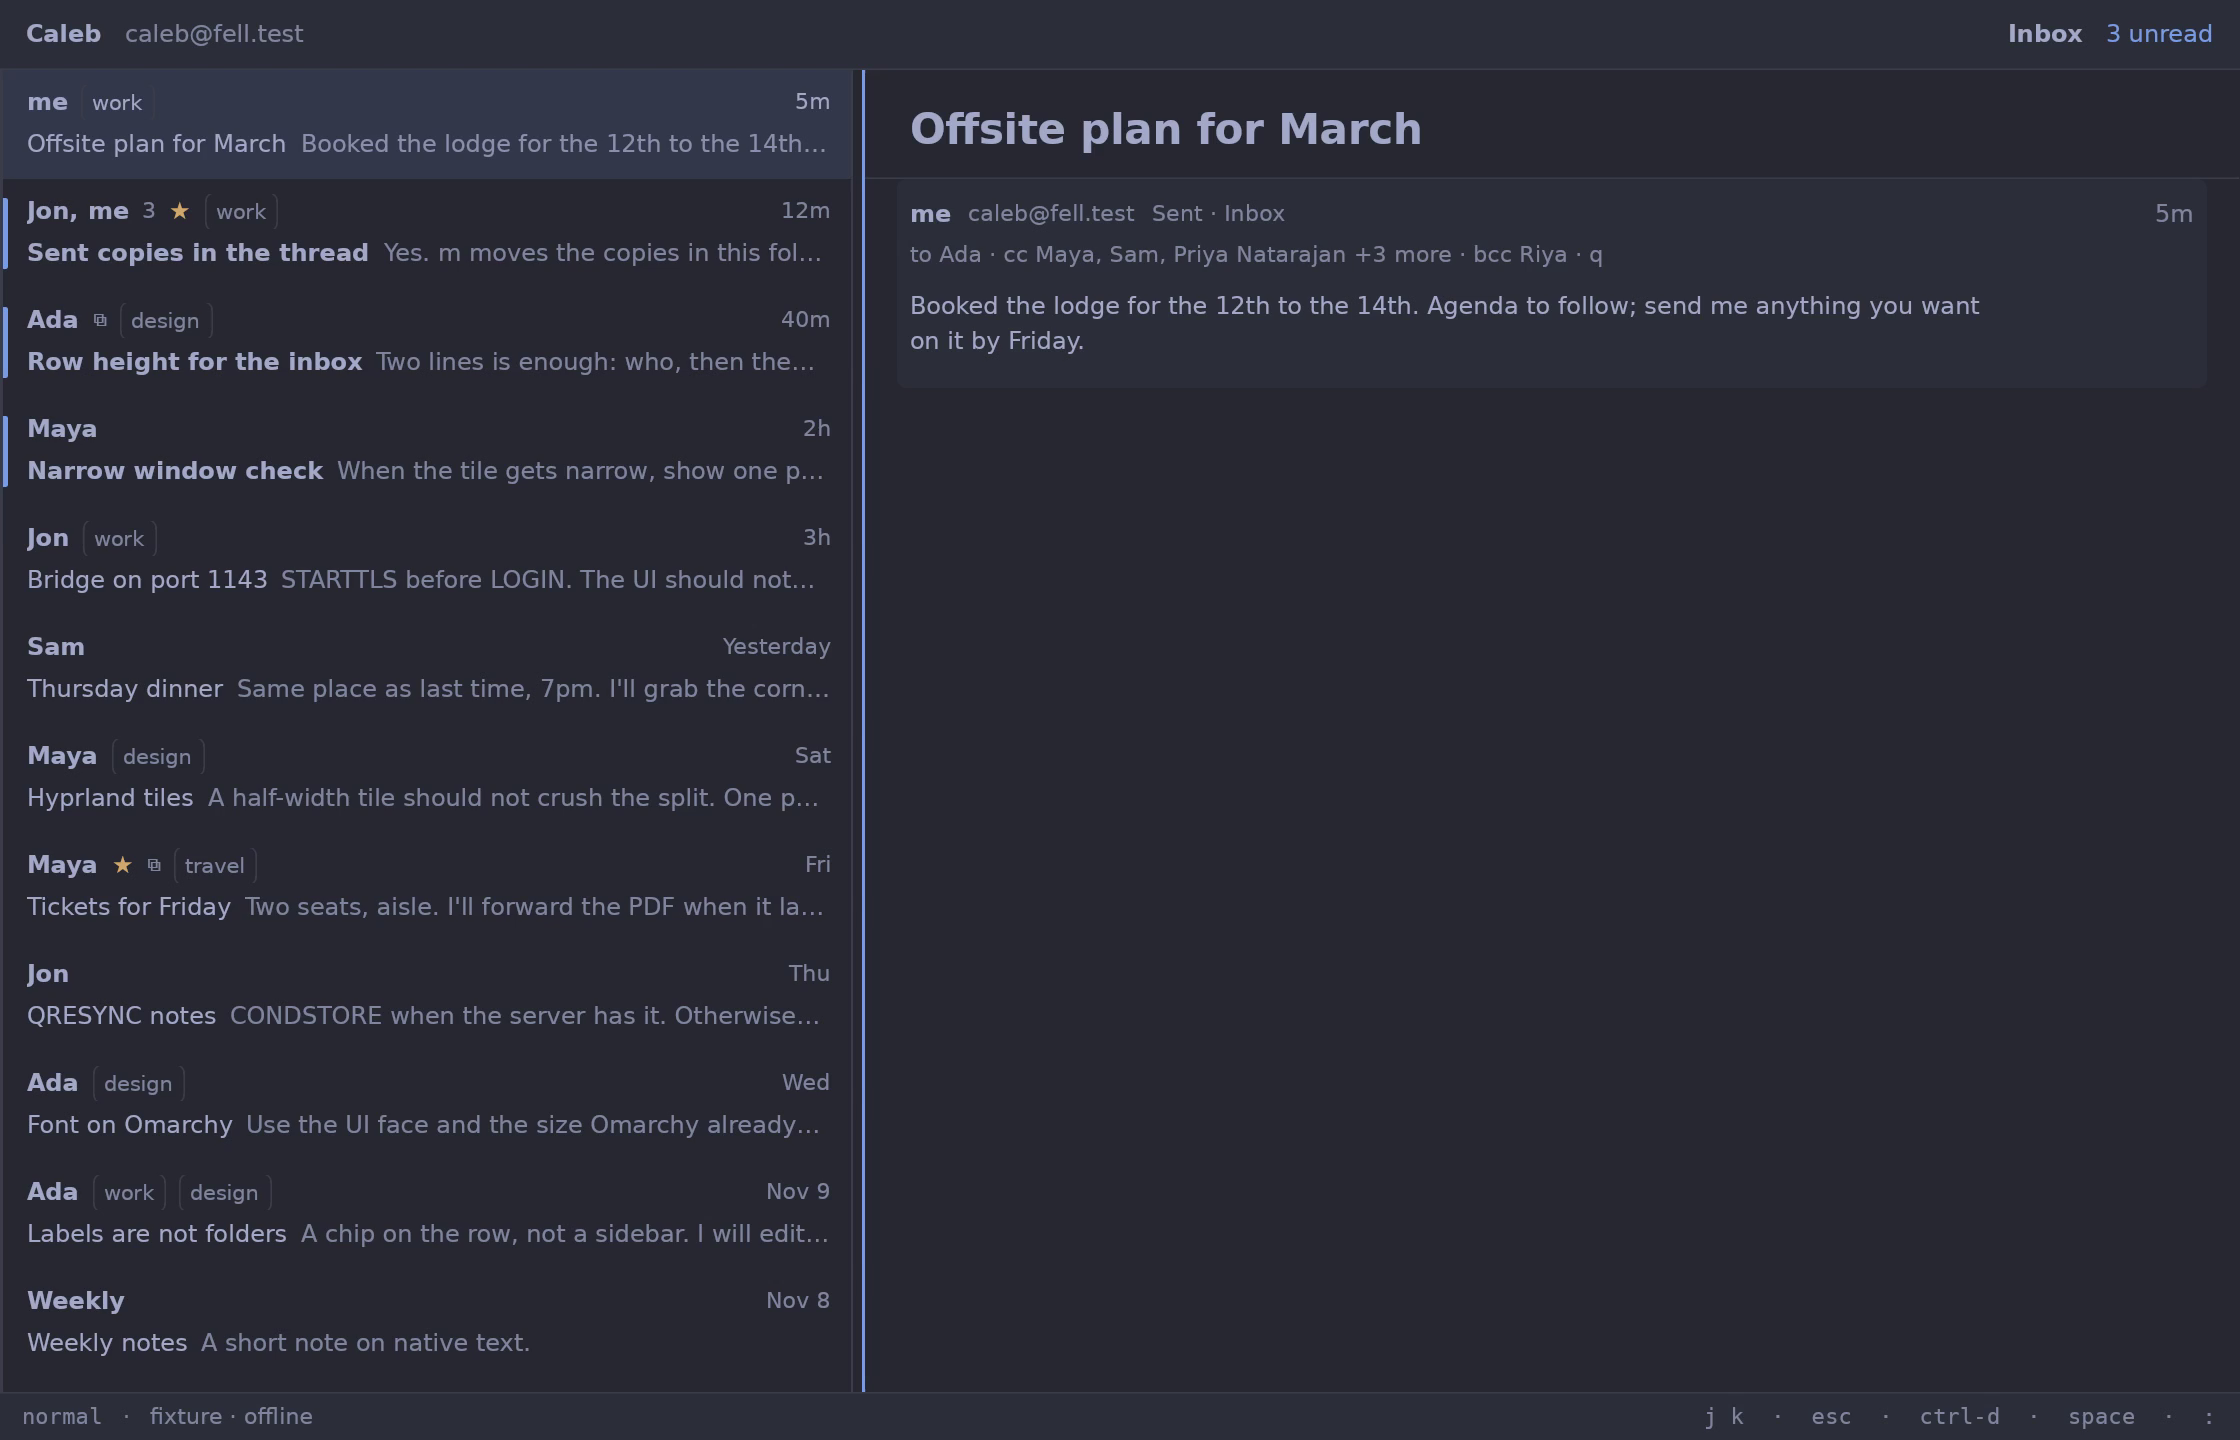 Caleb caleb@fell.test Inbox 3 unread
me work 5m
Offsite plan for March Booked the lodge for the 12th to the 14th…
Jon, me 3 ★ work 12m
Sent copies in the thread Yes. m moves the copies in this fol…
Ada design 40m
Row height for the inbox Two lines is enough: who, then the…
Maya 2h
Narrow window check When the tile gets narrow, show one p…
Jon work 3h
Bridge on port 1143 STARTTLS before LOGIN. The UI should not…
Sam Yesterday
Thursday dinner Same place as last time, 7pm. I'll grab the corn…
Maya design Sat
Hyprland tiles A half-width tile should not crush the split. One p…
Maya ★ travel Fri
Tickets for Friday Two seats, aisle. I'll forward the PDF when it la…
Jon Thu
QRESYNC notes CONDSTORE when the server has it. Otherwise…
Ada design Wed
Font on Omarchy Use the UI face and the size Omarchy already…
Ada work design Nov 9
Labels are not folders A chip on the row, not a sidebar. I will edit…
Weekly Nov 8
Weekly notes A short note on native text.
Offsite plan for March
me caleb@fell.test Sent · Inbox 5m
to Ada · cc Maya, Sam, Priya Natarajan +3 more · bcc Riya · q
Booked the lodge for the 12th to the 14th. Agenda to follow; send me anything you want
on it by Friday.
normal · fixture · offline j k · esc · ctrl-d · space · :